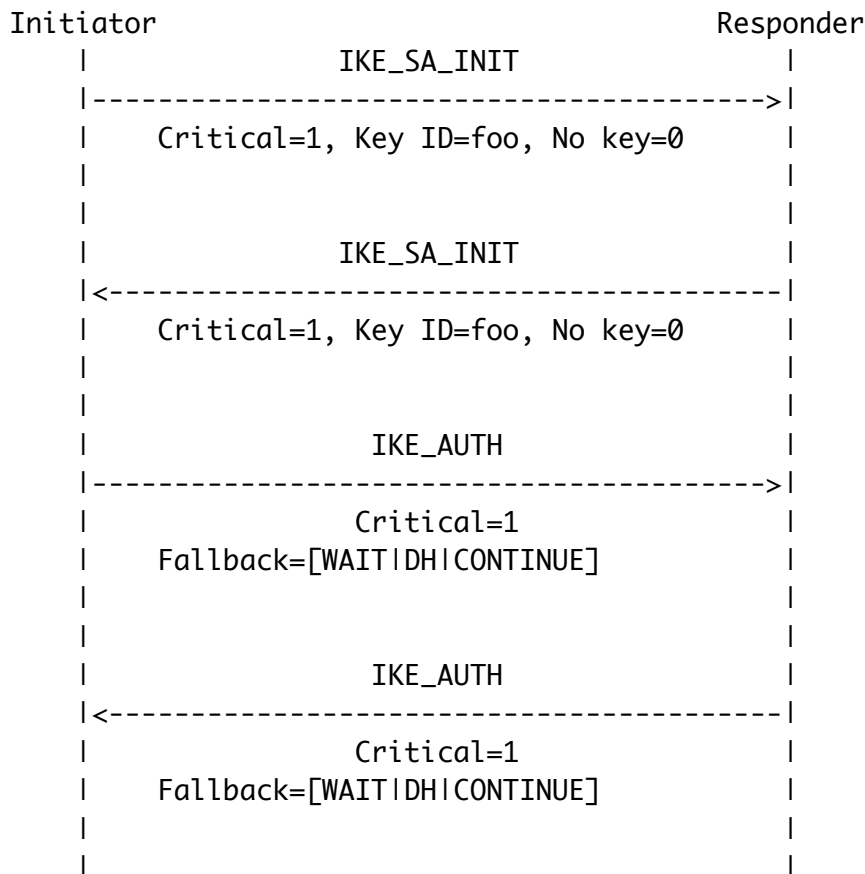 Initiator                                  Responder
    |               IKE_SA_INIT                |
    |----------------------------------------->|
    |    Critical=1, Key ID=foo, No key=0      |
    |                                          |
    |                                          |
    |               IKE_SA_INIT                |
    |<-----------------------------------------|
    |    Critical=1, Key ID=foo, No key=0      |
    |                                          |
    |                                          |
    |                 IKE_AUTH                 |
    |----------------------------------------->|
    |                Critical=1                |
    |    Fallback=[WAIT|DH|CONTINUE]           |
    |                                          |
    |                                          |
    |                 IKE_AUTH                 |
    |<-----------------------------------------|
    |                Critical=1                |
    |    Fallback=[WAIT|DH|CONTINUE]           |
    |                                          |
    |                                          |